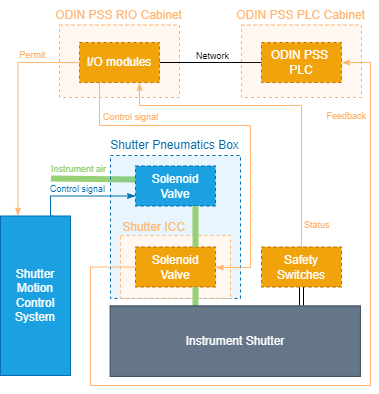 ODIN PSS RIO Cabinet
ODIN PSS PLC Cabinet
Permit
I/O modules
Network
ODIN PSS
PLC
Control signal
Feedback
Shutter Pneumatics Box
Instrument air
Control signal
Solenoid
Valve
Shutter ICC
Status
Shutter
Motion
Control
System
Solenoid
Valve
Safety
Switches
Instrument Shutter